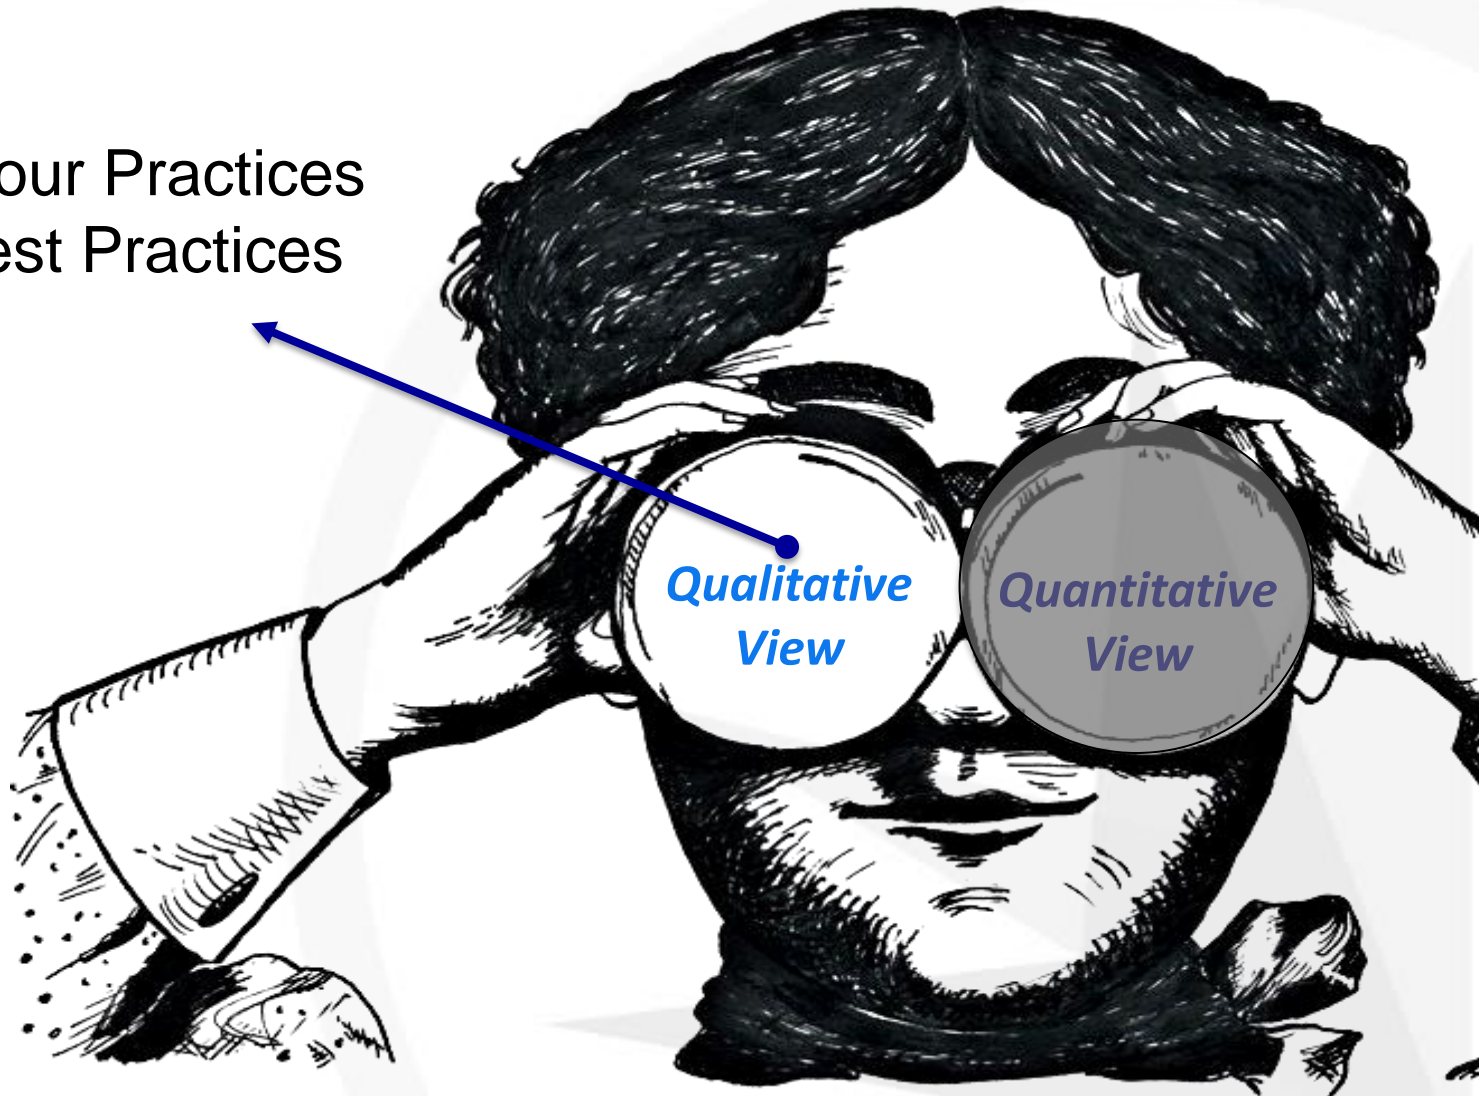 our Practices
est Practices
Qualitative
View
Quantitative
View